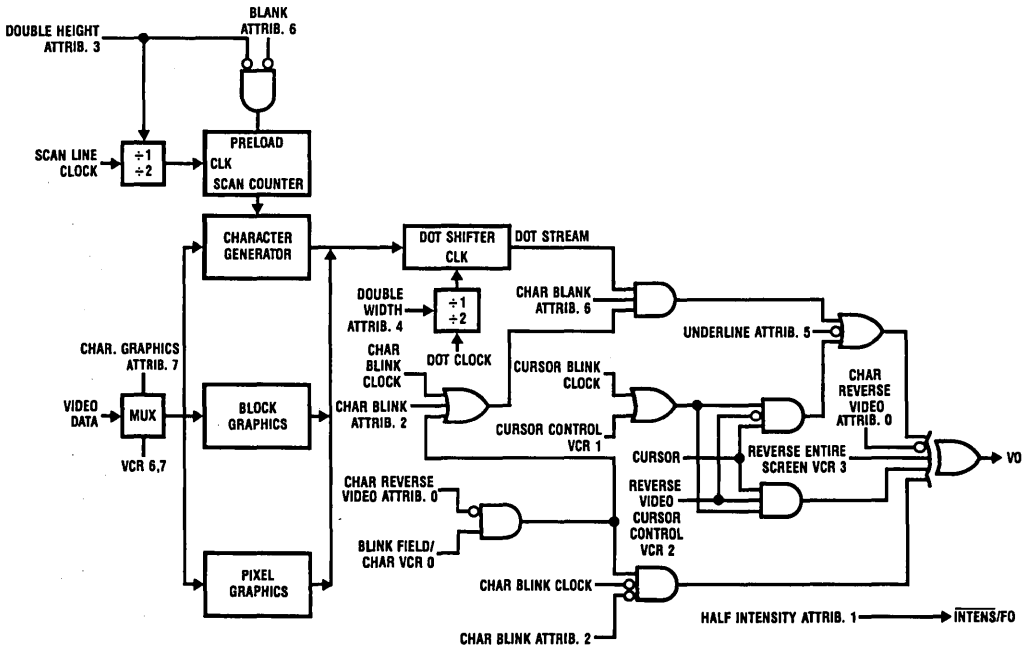 BLANK
ATTRIB. 6
DOUBLE HEIGHT
ATTRIB. 3
SCAN LINE
CLOCK
÷1
÷2
PRELOAD
CLK
SCAN COUNTER
CHARACTER
GENERATOR
DOT SHIFTER
CLK
DOT STREAM
DOUBLE
WIDTH
ATTRIB. 4
÷1
÷2
DOT CLOCK
CHAR BLANK
ATTRIB. 6
UNDERLINE ATTRIB. 5
CHAR. GRAPHICS
ATTRIB. 7
VIDEO
DATA
MUX
VCR 6,7
BLOCK
GRAPHICS
CHAR
BLINK
CLOCK
CHAR BLINK
ATTRIB. 2
CURSOR BLINK
CLOCK
CURSOR CONTROL
VCR 1
CHAR
REVERSE
VIDEO
ATTRIB. 0
CURSOR
REVERSE ENTIRE
SCREEN VCR 3
VO
REVERSE
VIDEO
CURSOR
CONTROL
VCR 2
CHAR REVERSE
VIDEO ATTRIB. 0
BLINK FIELD/
CHAR VCR 0
PIXEL
GRAPHICS
CHAR BLINK CLOCK
CHAR BLINK ATTRIB. 2
HALF INTENSITY ATTRIB. 1
INTENS/FO